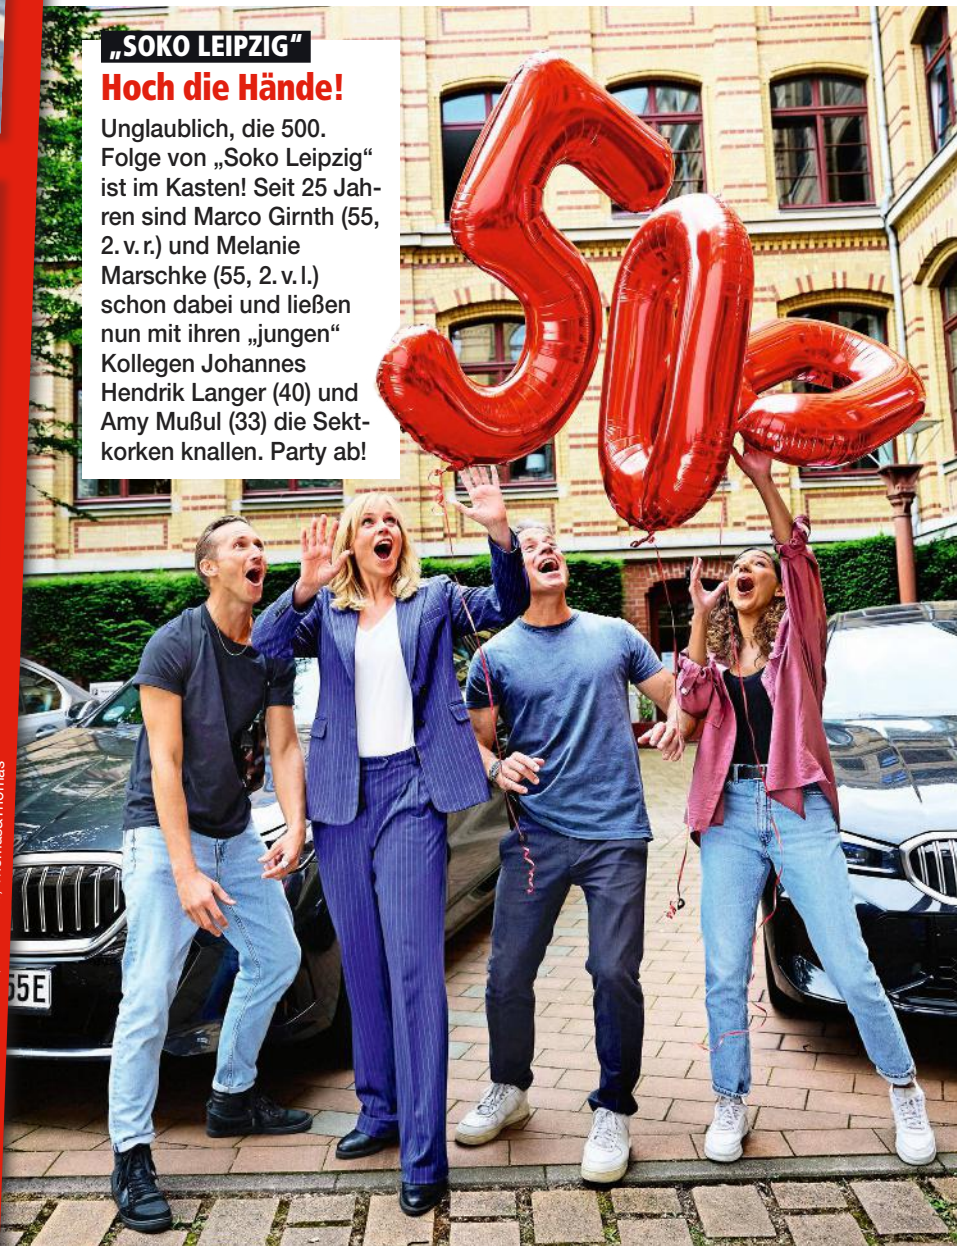 „SOKO LEIPZIG“
Hoch die Hände!
Unglaublich, die 500.
Folge von „Soko Leipzig“
ist im Kasten! Seit 25 Jah-
ren sind Marco Girnth (55,
2. v. r.) und Melanie
Marschke (55, 2. v. l.)
schon dabei und ließen
nun mit ihren „jungen“
Kollegen Johannes
Hendrik Langer (40) und
Amy Mußul (33) die Sekt-
korken knallen. Party ab!
500
55E